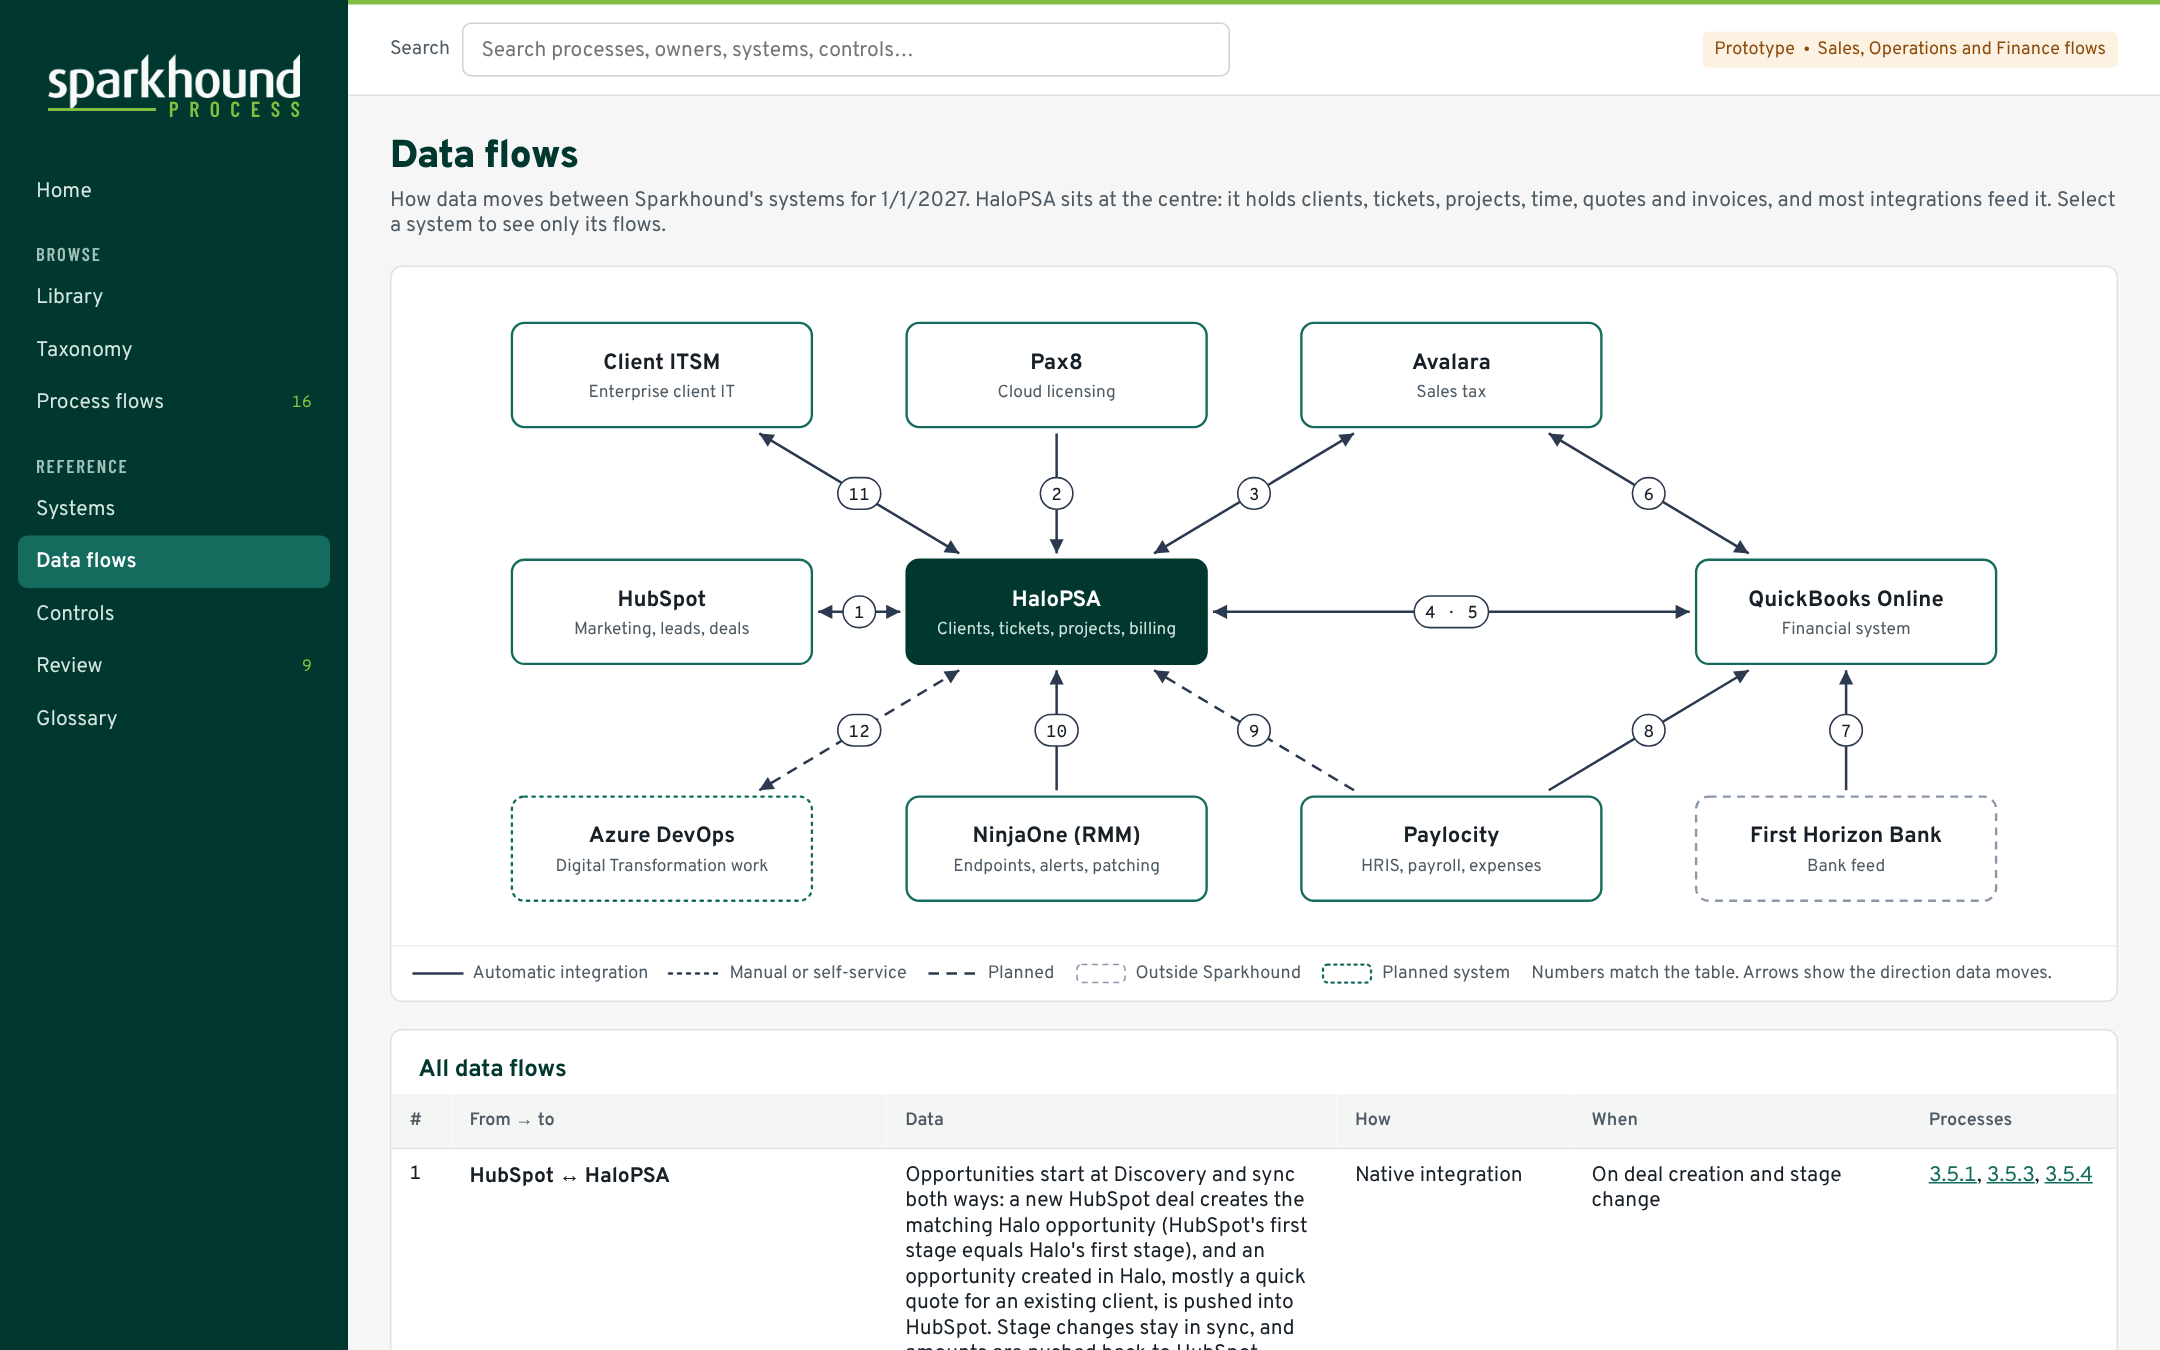 sparkhound
PROCESS
Home
BROWSE
Library
Taxonomy
Process flows 16
REFERENCE
Systems
Data flows
Controls
Review 9
Glossary
Search Search processes, owners, systems, controls...
Prototype • Sales, Operations and Finance flows
Data flows
How data moves between Sparkhound's systems for 1/1/2027. HaloPSA sits at the centre: it holds clients, tickets, projects, time, quotes and invoices, and most integrations feed it. Select
a system to see only its flows.
Client ITSM
Enterprise client IT
Pax8
Cloud licensing
Avalara
Sales tax
11
2
3
6
HubSpot
Marketing, leads, deals
1
HaloPSA
Clients, tickets, projects, billing
4 · 5
QuickBooks Online
Financial system
12
10
9
8
7
Azure DevOps
Digital Transformation work
NinjaOne (RMM)
Endpoints, alerts, patching
Paylocity
HRIS, payroll, expenses
First Horizon Bank
Bank feed
Automatic integration
Manual or self-service
Planned
Outside Sparkhound
Planned system
Numbers match the table. Arrows show the direction data moves.
All data flows
# From → to Data How When Processes
1 HubSpot ↔ HaloPSA
Opportunities start at Discovery and sync
both ways: a new HubSpot deal creates the
matching Halo opportunity (HubSpot's first
stage equals Halo's first stage), and an
opportunity created in Halo, mostly a quick
quote for an existing client, is pushed into
HubSpot. Stage changes stay in sync, and
amounts are pushed back to HubSpot
Native integration
On deal creation and stage
change
3.5.1, 3.5.3, 3.5.4